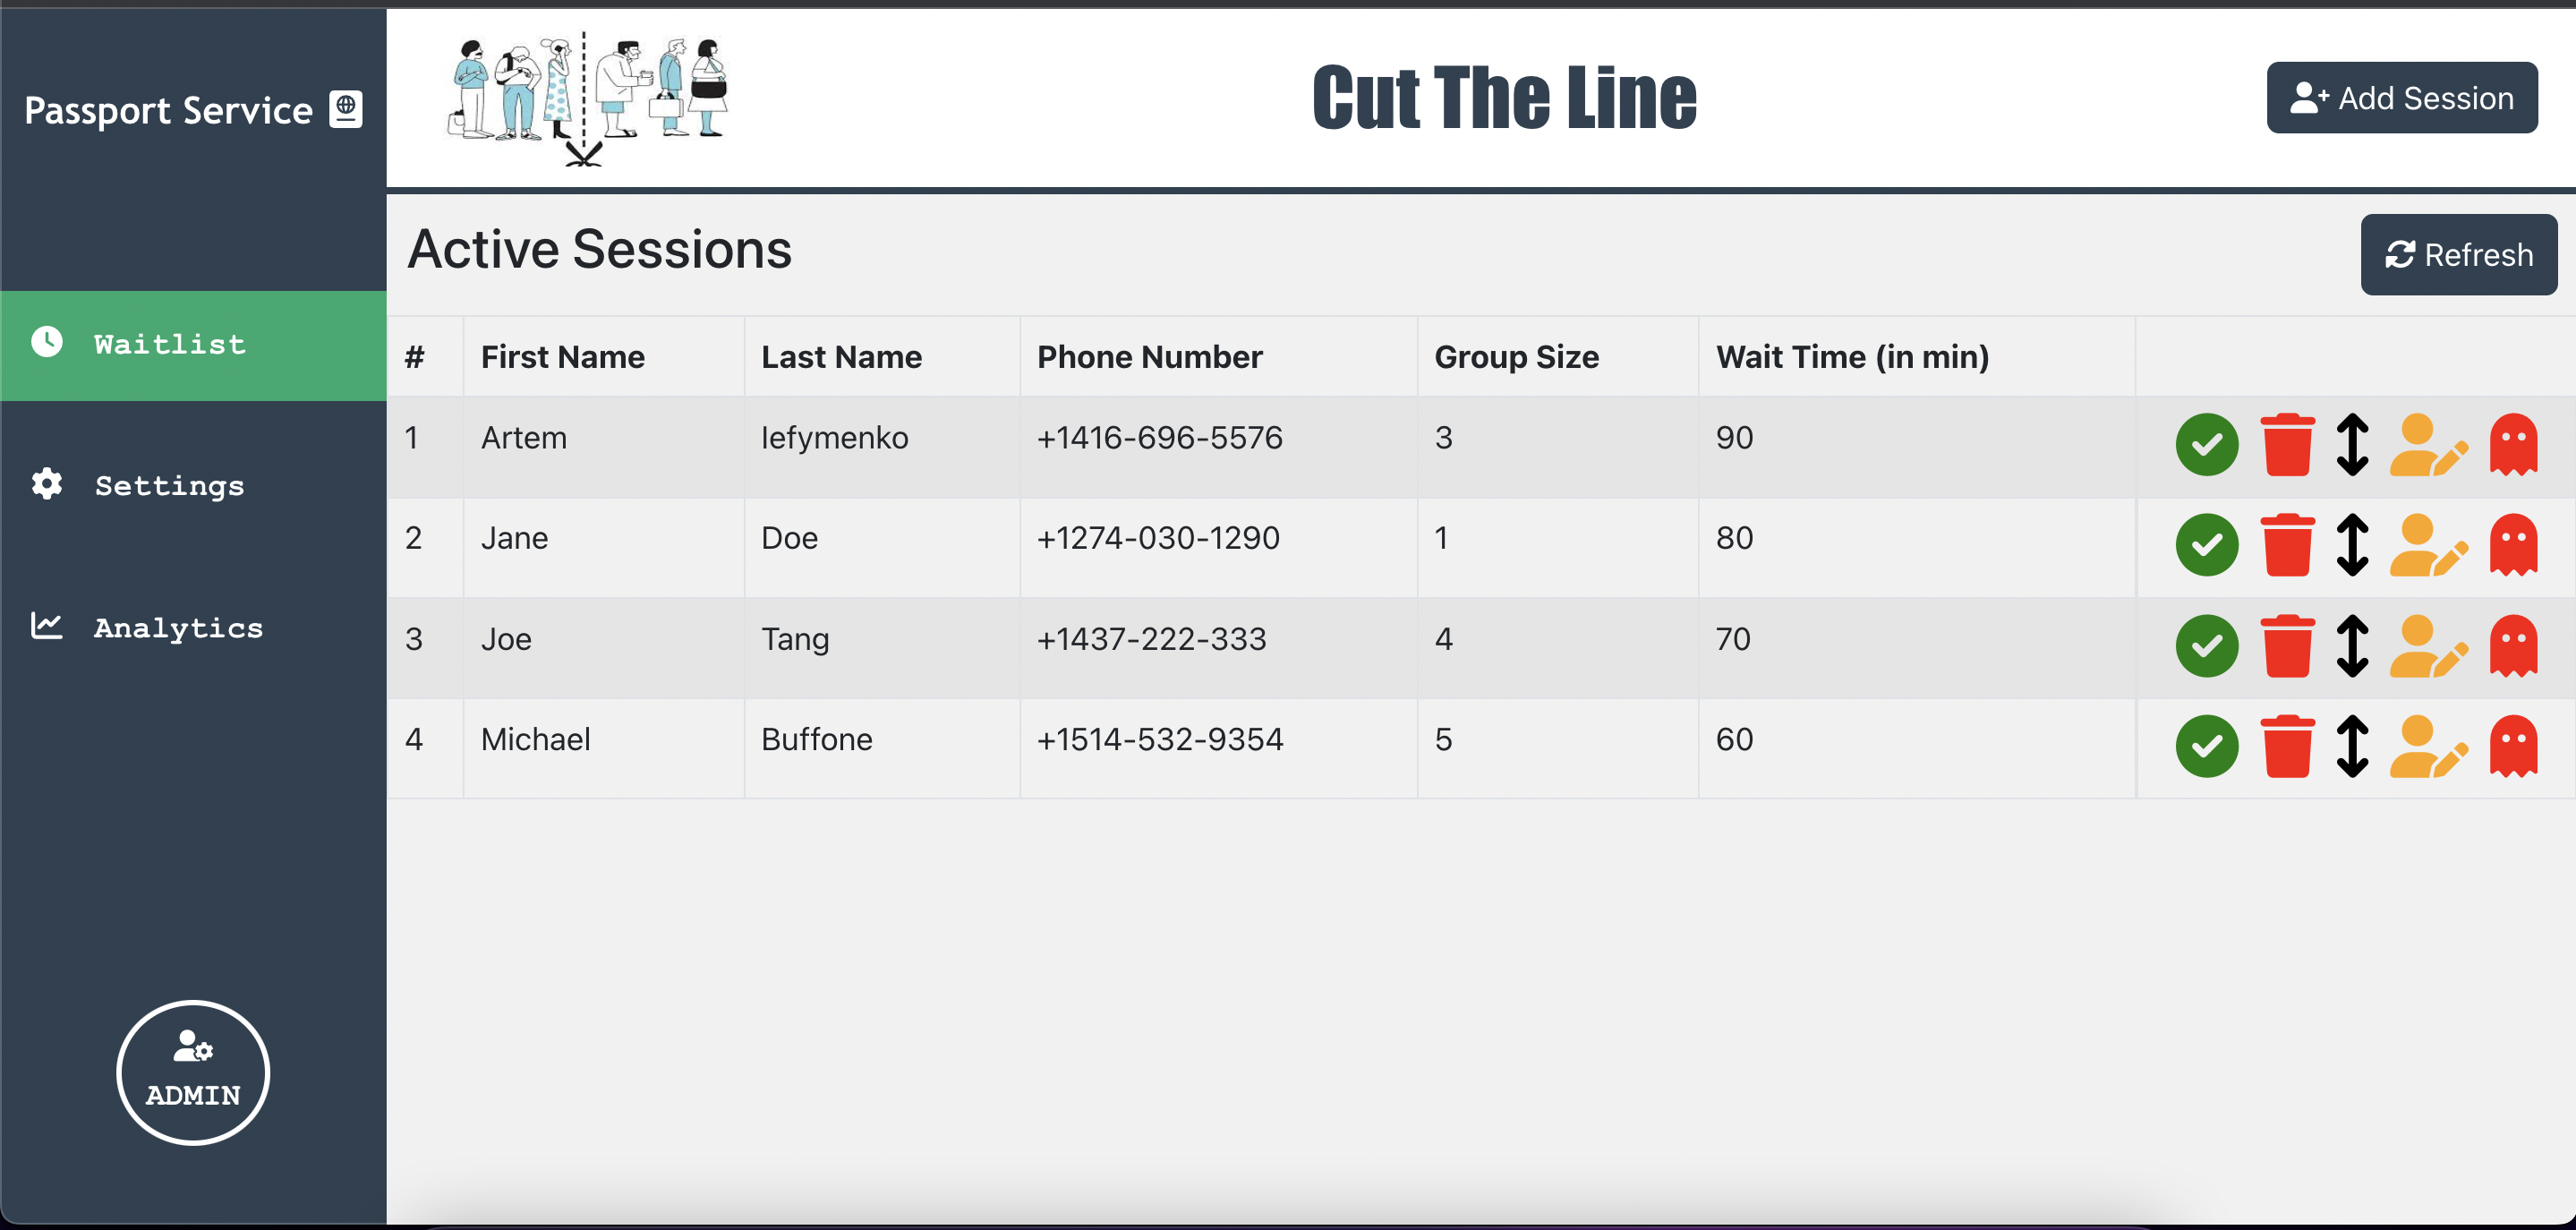 Passport Service
Cut The Line
Add Session
Active Sessions
Refresh
Waitlist
Settings
Analytics
ADMIN
# First Name Last Name Phone Number Group Size Wait Time (in min)
1 Artem Iefymenko +1416-696-5576 3 90
2 Jane Doe +1274-030-1290 1 80
3 Joe Tang +1437-222-333 4 70
4 Michael Buffone +1514-532-9354 5 60